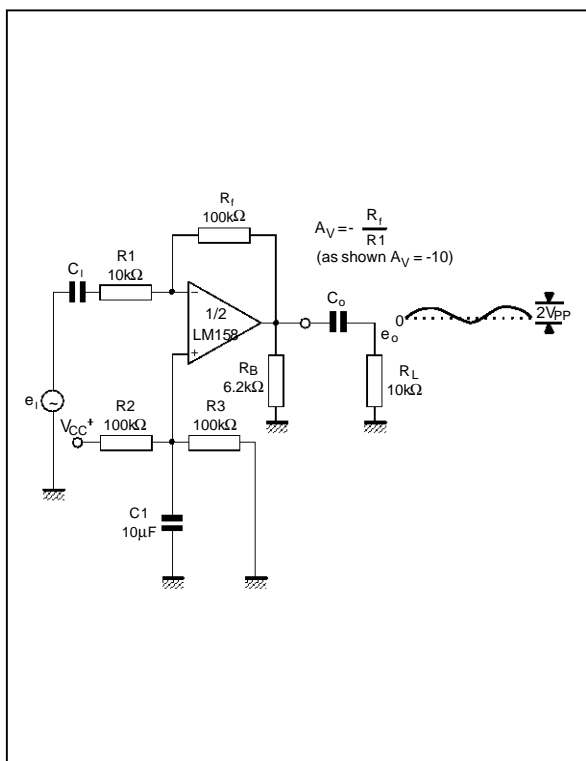 Rf
100kΩ
AV = - Rf
R1
(as shown AV = -10)
R1
10kΩ
CI
1/2
LM158
Co
0
2VPP
eo
RB
6.2kΩ
RL
10kΩ
eI
~
VCC+
R2
100kΩ
R3
100kΩ
C1
10µF